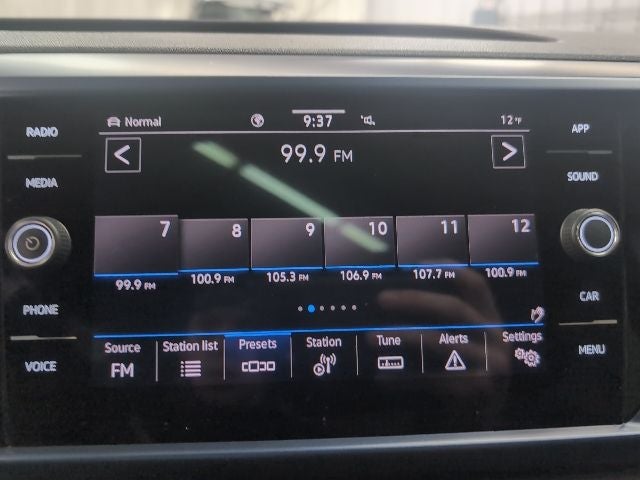 RADIO
MEDIA
PHONE
VOICE
Normal 9:37 12°F
< 99.9 FM >
7 8 9 10 11 12
99.9 FM 100.9 FM 105.3 FM 106.9 FM 107.7 FM 100.9 FM
Source Station list Presets Station Tune Alerts Settings
FM
APP
SOUND
CAR
MENU